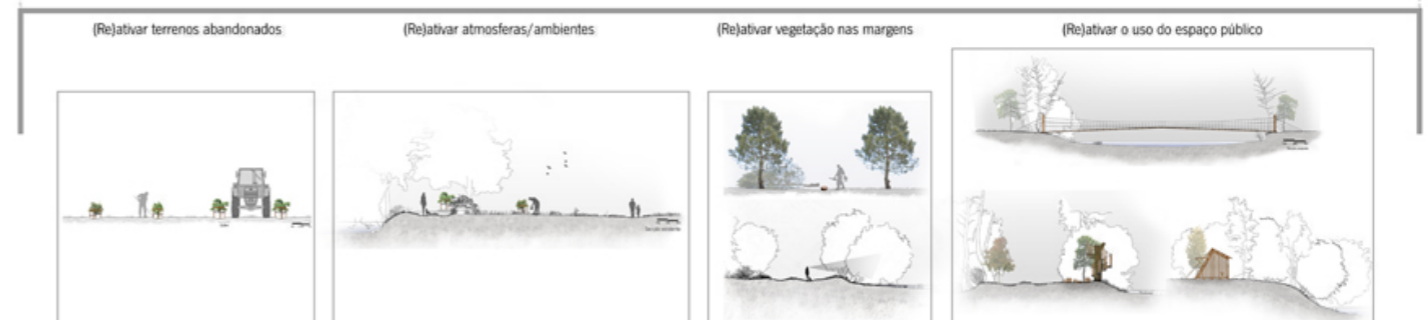 (Re)ativar terrenos abandonados
(Re)ativar atmosferas/ambientes
(Re)ativar vegetação nas margens
(Re)ativar o uso do espaço público